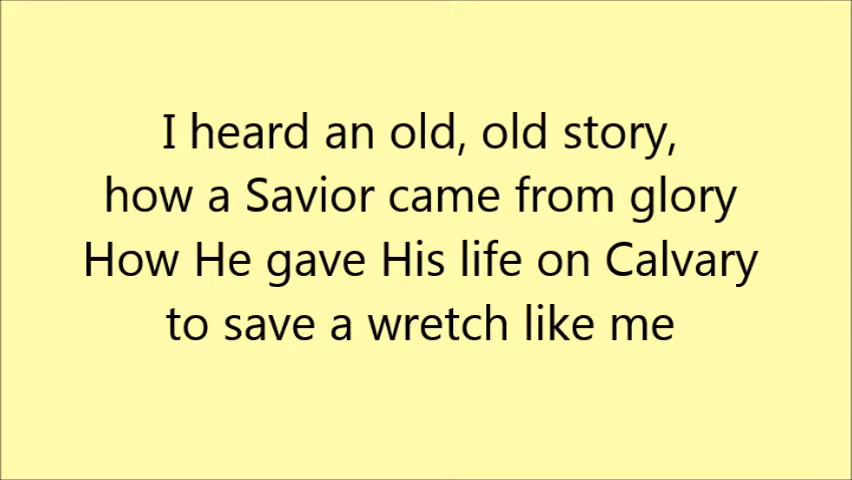 I heard an old, old story,
how a Savior came from glory
How He gave His life on Calvary
to save a wretch like me